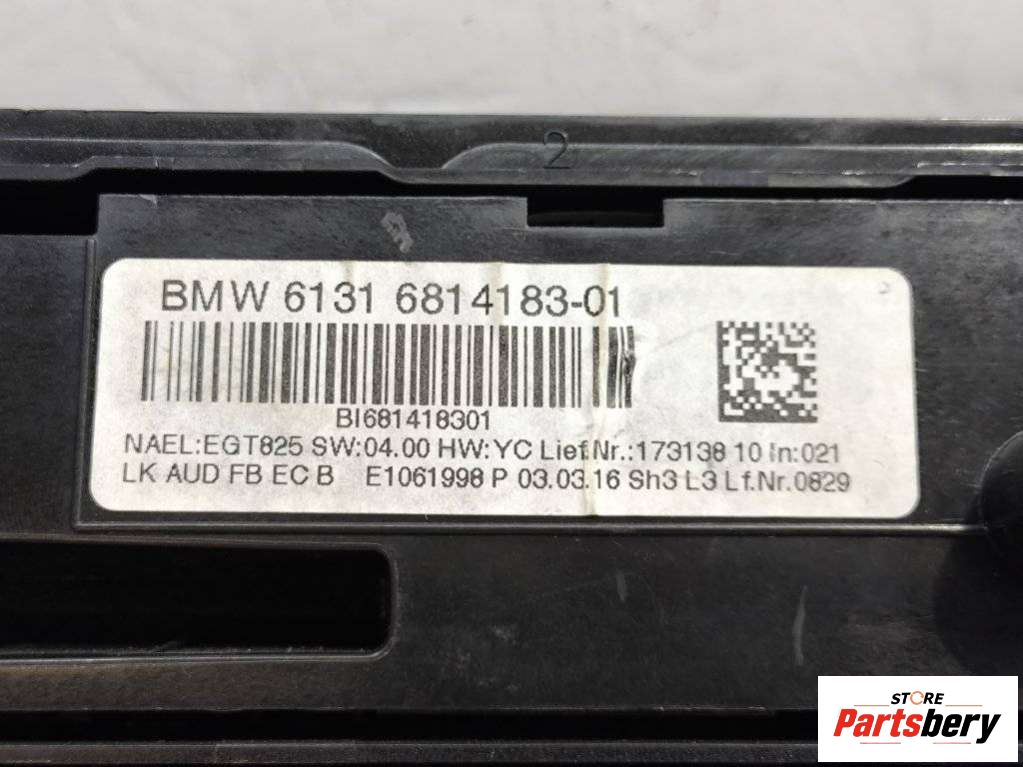 2
BMW 6131 6814183-01
BI681418301
NAEL:EGT825 SW:04.00 HW:YC Lief.Nr.:173138 10 In:021
LK AUD FB EC B E1061998 P 03.03.16 Sh3 L3 Lf.Nr.0829
STORE
Partsbery